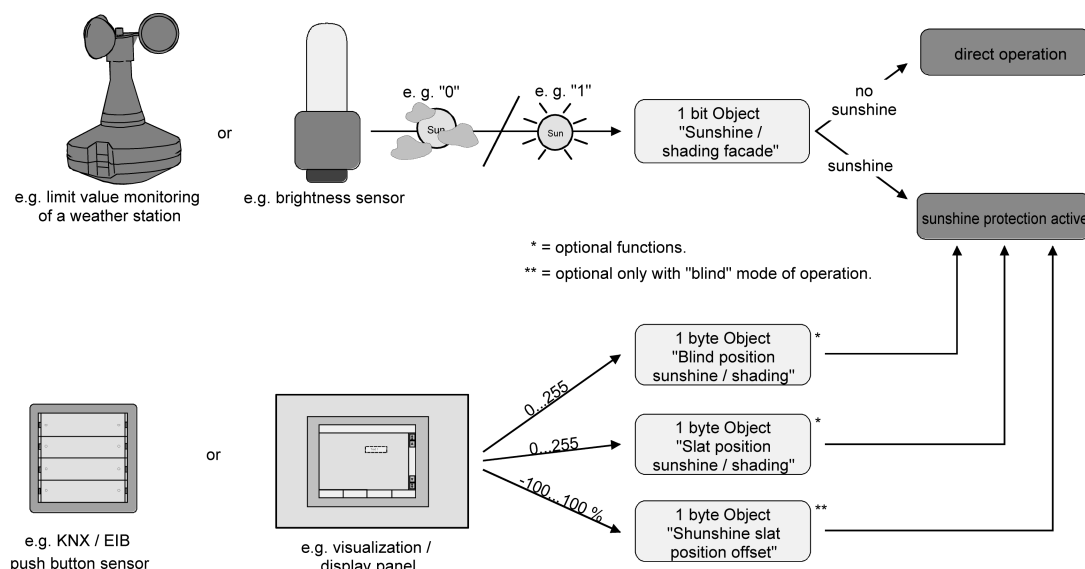 direct operation
e. g. "0"
e. g. "1"
no
sunshine
Sun
Sun
1 bit Object
"Sunshine /
shading facade"
or
sunshine
e.g. limit value monitoring
of a weather station
e.g. brightness sensor
sunshine protection active
* = optional functions.
** = optional only with "blind" mode of operation.
1 byte Object
"Blind position
sunshine / shading"
*
0...255
1 byte Object
"Slat position
sunshine / shading"
*
0...255
or
-100...100 %
1 byte Object
"Shunshine slat
position offset"
**
e.g. KNX / EIB
push button sensor
e.g. visualization /
display panel